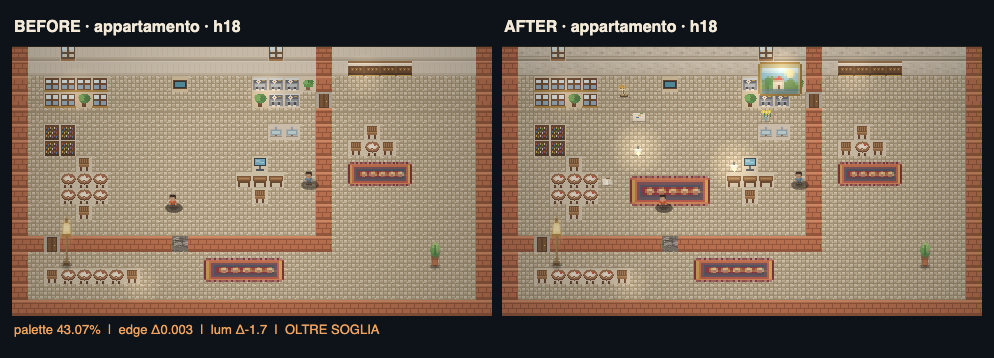 BEFORE · appartamento · h18
AFTER · appartamento · h18
palette 43.07% | edge Δ0.003 | lum Δ-1.7 | OLTRE SOGLIA